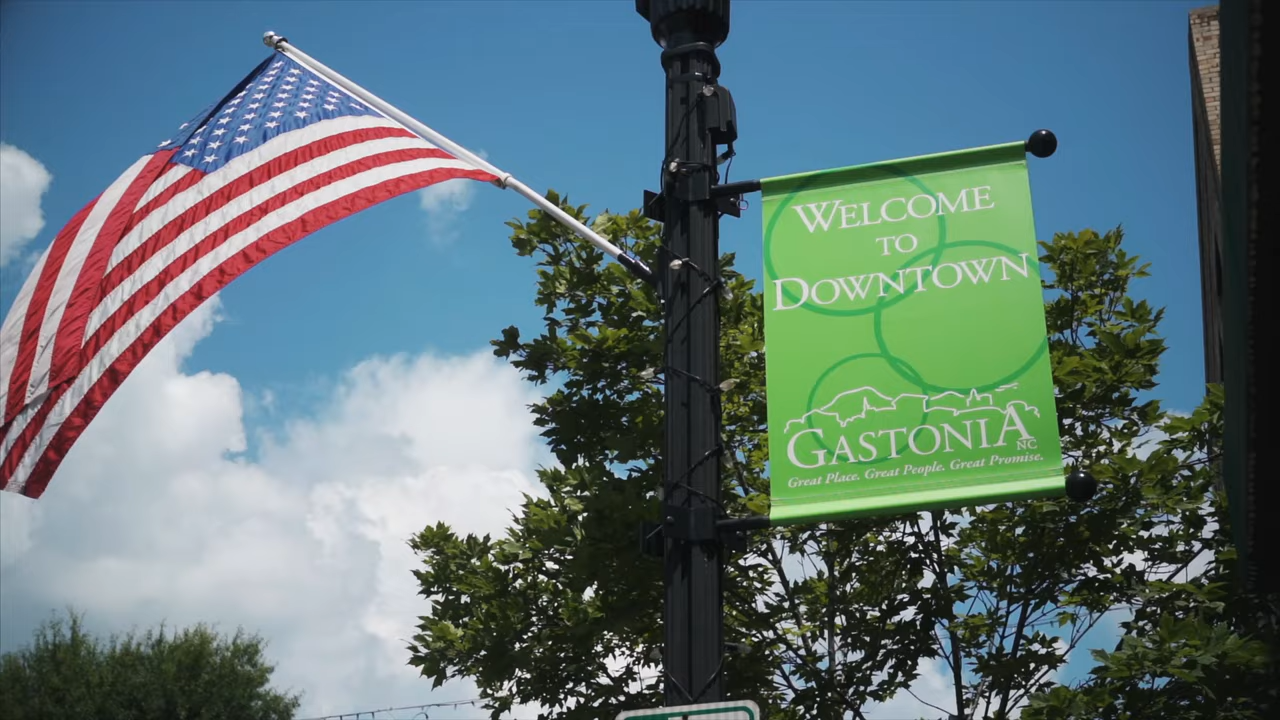 WELCOME
TO
DOWNTOWN
GASTONIA
NC
Great Place. Great People. Great Promise.